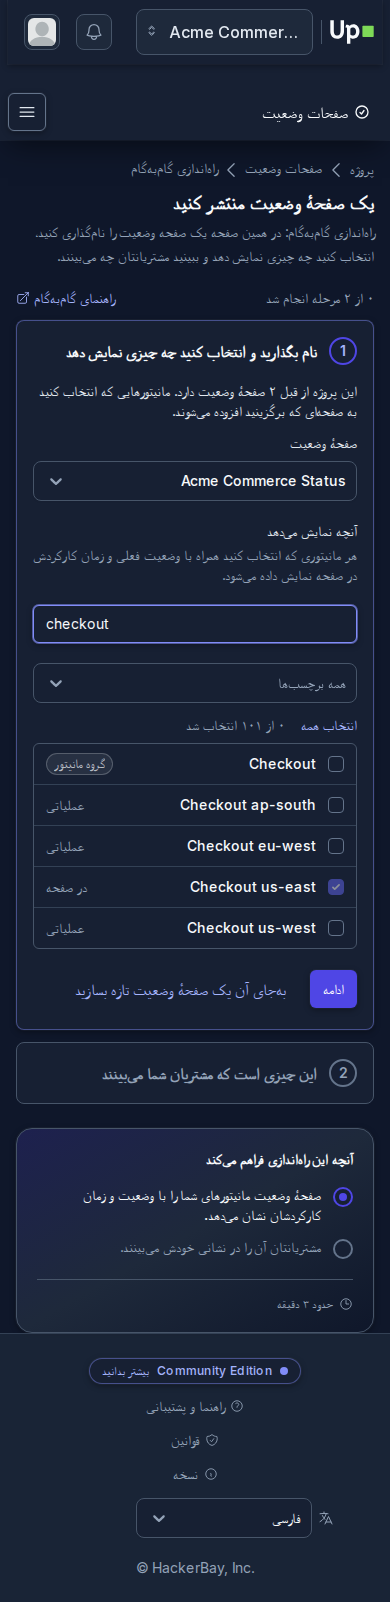 Up
Acme Commer...
صفحات وضعیت
پروژه
صفحات وضعیت
راه‌اندازی گام‌به‌گام
یک صفحهٔ وضعیت منتشر کنید
راه‌اندازی گام‌به‌گام: در همین صفحه یک صفحه وضعیت را نام‌گذاری کنید.
انتخاب کنید چه چیزی نمایش دهد و ببینید مشتریانتان چه می‌بینند.
۰ از ۲ مرحله انجام شد
راهنمای گام‌به‌گام
1
نام بگذارید و انتخاب کنید چه چیزی نمایش دهد
این پروژه از قبل ۲ صفحهٔ وضعیت دارد. مانیتورهایی که انتخاب کنید
به صفحه‌ای که برگزینید افزوده می‌شوند.
صفحهٔ وضعیت
Acme Commerce Status
آنچه نمایش می‌دهد
هر مانیتوری که انتخاب کنید همراه با وضعیت فعلی و زمان کارکردش
در صفحه نمایش داده می‌شود.
checkout
همه برچسب‌ها
انتخاب همه
۰ از ۱۰۱ انتخاب شد
Checkout
گروه مانیتور
Checkout ap-south
عملیاتی
Checkout eu-west
عملیاتی
Checkout us-east
در صفحه
Checkout us-west
عملیاتی
ادامه
به‌جای آن یک صفحهٔ وضعیت تازه بسازید
2
این چیزی است که مشتریان شما می‌بینند
آنچه این راه‌اندازی فراهم می‌کند
صفحهٔ وضعیت مانیتورهای شما را با وضعیت و زمان
کارکردشان نشان می‌دهد.
مشتریانتان آن را در نشانی خودش می‌بینند.
حدود ۳ دقیقه
Community Edition بیشتر بدانید
راهنما و پشتیبانی
قوانین
نسخه
فارسی
© HackerBay, Inc.